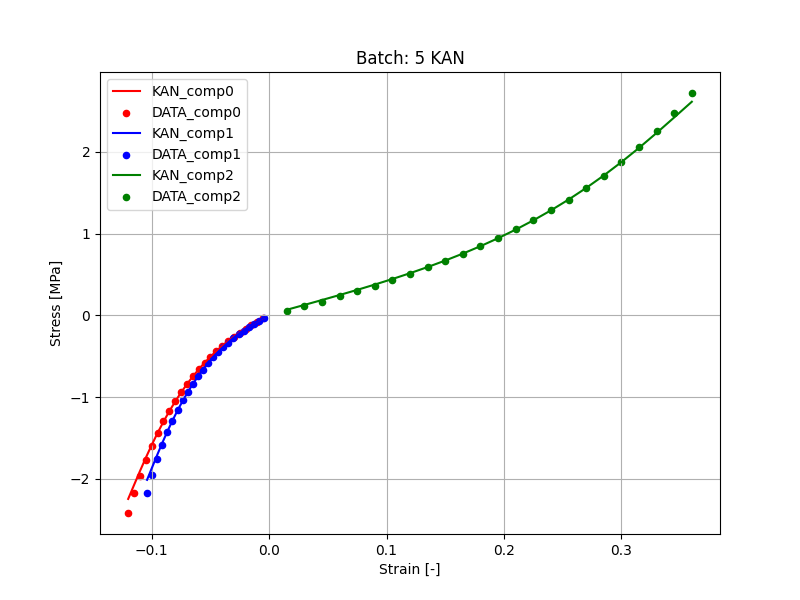 Batch: 5 KAN
KAN_comp0
DATA_comp0
KAN_comp1
DATA_comp1
KAN_comp2
DATA_comp2
2
1
0
−1
−2
Stress [MPa]
−0.1
0.0
0.1
0.2
0.3
Strain [-]